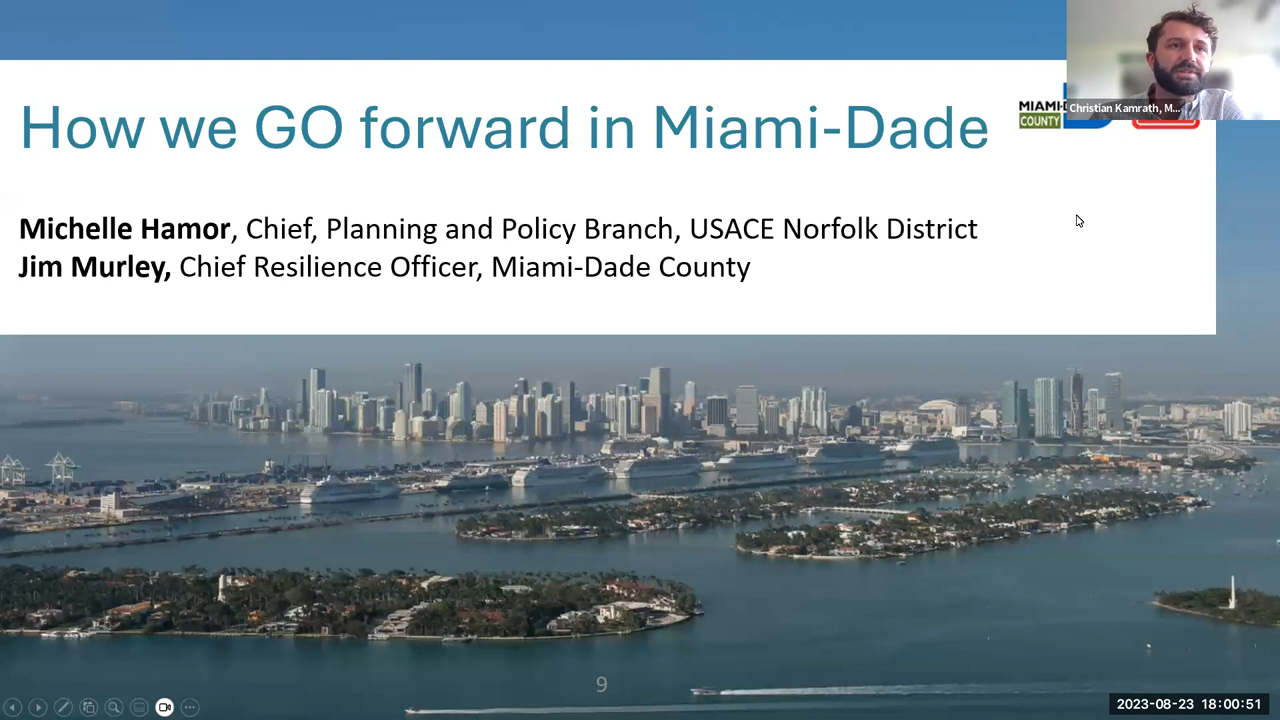 How we GO forward in Miami-Dade
MIAMI-
COUNTY
Christian Kamrath, M...
Michelle Hamor, Chief, Planning and Policy Branch, USACE Norfolk District
Jim Murley, Chief Resilience Officer, Miami-Dade County
9
2023-08-23 18:00:51